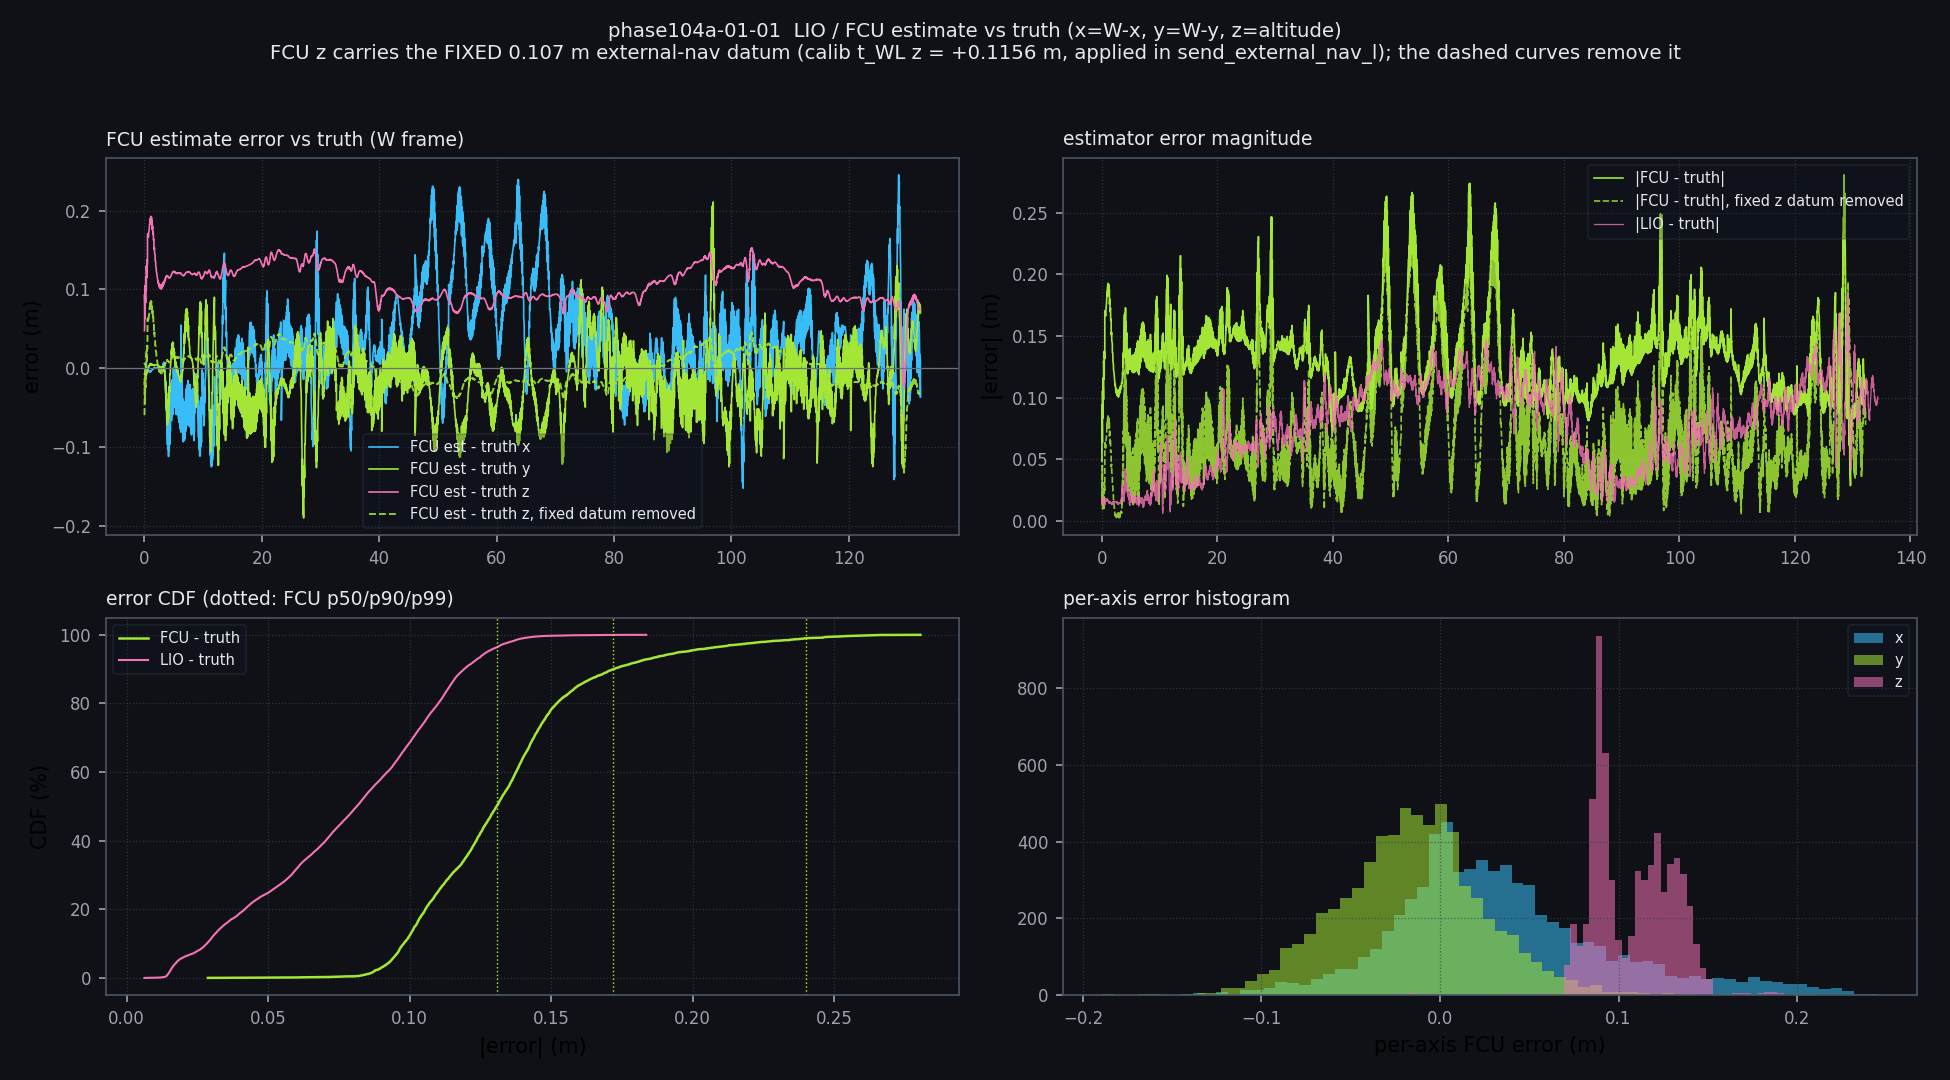 phase104a-01-01  LIO / FCU estimate vs truth (x=W-x, y=W-y, z=altitude)
FCU z carries the FIXED 0.107 m external-nav datum (calib t_WL z = +0.1156 m, applied in send_external_nav_l); the dashed curves remove it
FCU estimate error vs truth (W frame)
error (m)
0.2
0.1
0.0
−0.1
−0.2
FCU est - truth x
FCU est - truth y
FCU est - truth z
FCU est - truth z, fixed datum removed
0 20 40 60 80 100 120
estimator error magnitude
|error| (m)
0.25
0.20
0.15
0.10
0.05
0.00
|FCU - truth|
|FCU - truth|, fixed z datum removed
|LIO - truth|
0 20 40 60 80 100 120 140
error CDF (dotted: FCU p50/p90/p99)
CDF (%)
100
80
60
40
20
0
FCU - truth
LIO - truth
0.00 0.05 0.10 0.15 0.20 0.25
|error| (m)
per-axis error histogram
800
600
400
200
0
x
y
z
−0.2 −0.1 0.0 0.1 0.2
per-axis FCU error (m)